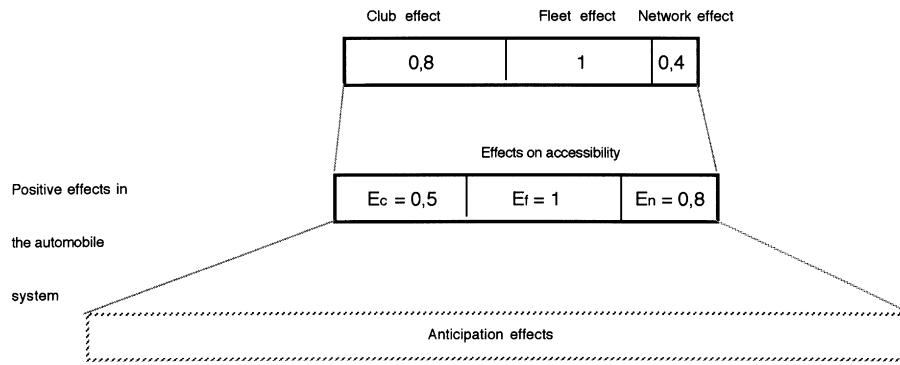 Club effect Fleet effect Network effect
0,8 1 0,4
Effects on accessibility
Positive effects in
Ec = 0,5 Ef = 1 En = 0,8
the automobile
system
Anticipation effects